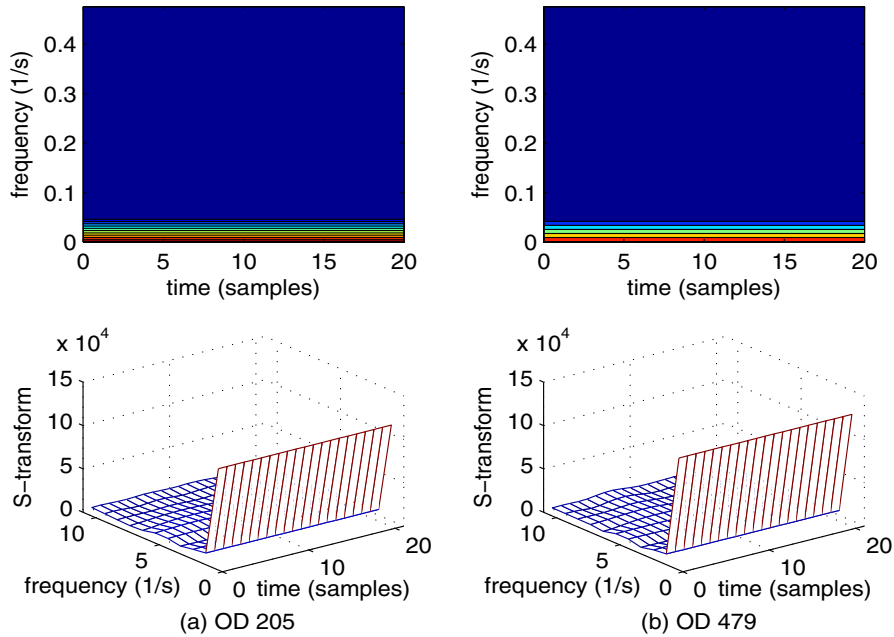 frequency (1/s)
0.4
0.3
0.2
0.1
0
0 5 10 15 20
time (samples)
frequency (1/s)
0.4
0.3
0.2
0.1
0
0 5 10 15 20
time (samples)
x 10^4
S−transform
15
10
5
0
10 5 0
frequency (1/s)
0 10 20
time (samples)
(a) OD 205
x 10^4
S−transform
15
10
5
0
10 5 0
frequency (1/s)
0 10 20
time (samples)
(b) OD 479